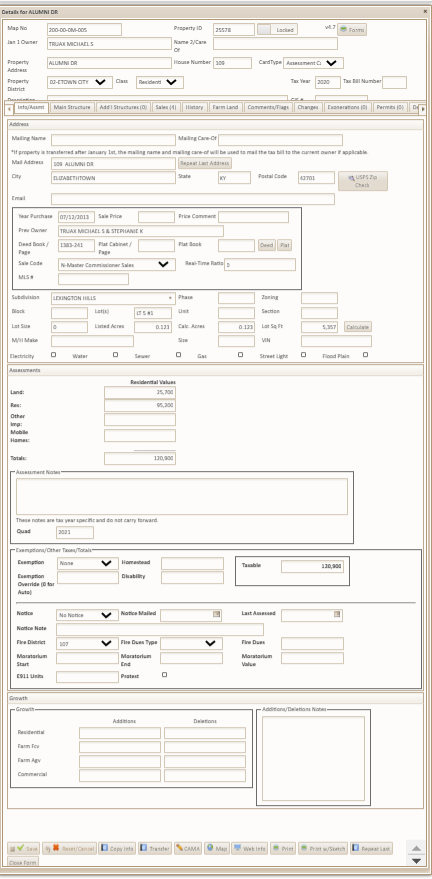 Details for ALUMNI DR
Map No 200-00-0M-005 Property ID 25578 Locked v4.7 Forms
Jan 1 Owner TRUAX MICHAEL S Name 2/Care Of
Property Address ALUMNI DR House Number 109 CardType Assessment C
Property District 02-ETOWN CITY Class Residenti Tax Year 2020 Tax Bill Number De
Info/Asmt Main Structure Add'l Structures (0) Sales (4) History Farm Land Comments/Flags Changes Exonerations (0) Permits (0) De
Address
Mailing Name Mailing Care-Of
*If property is transferred after January 1st, the mailing name and mailing care-of will be used to mail the tax bill to the current owner if applicable.
Mail Address 109 ALUMNI DR Repeat Last Address
City ELIZABETHTOWN State KY Postal Code 42701 USPS Zip Check
Email
Year Purchase 07/12/2013 Sale Price Price Comment
Prev Owner TRUAX MICHAEL S & STEPHANIE K
Deed Book / Page 1383-241 Plat Cabinet / Page Plat Book Deed Plat
Sale Code N-Master Commissioner Sales Real-Time Ratio
MLS #
Subdivision LEXINGTON HILLS Phase Zoning
Block Lot(s) LT 5 #1 Unit Section
Lot Size 0 Listed Acres 0.123 Calc. Acres 0.123 Lot Sq Ft 5,357 Calculate
M/H Make Size VIN
Electricity Water Sewer Gas Street Light Flood Plain
Assessments
Residential Values
Land: 25,700
Res: 95,200
Other Imp:
Mobile Homes:
Totals: 120,900
Assessment Notes
These notes are tax year specific and do not carry forward.
Quad 2021
Exemptions/Other Taxes/Totals
Exemption None Homestead Taxable 120,900
Exemption Override (0 for Auto) Disability
Notice No Notice Notice Mailed Last Assessed
Notice Note
Fire District 107 Fire Dues Type Fire Dues
Moratorium Start Moratorium End Moratorium Value
E911 Units Protest
Growth
Growth Additions/Deletions Notes
Additions Deletions
Residential
Farm Fcv
Farm Agv
Commercial
Save Reset/Cancel Copy Info Transfer CAMA Map Web Info Print Print w/Sketch Repeat Last
Close Form